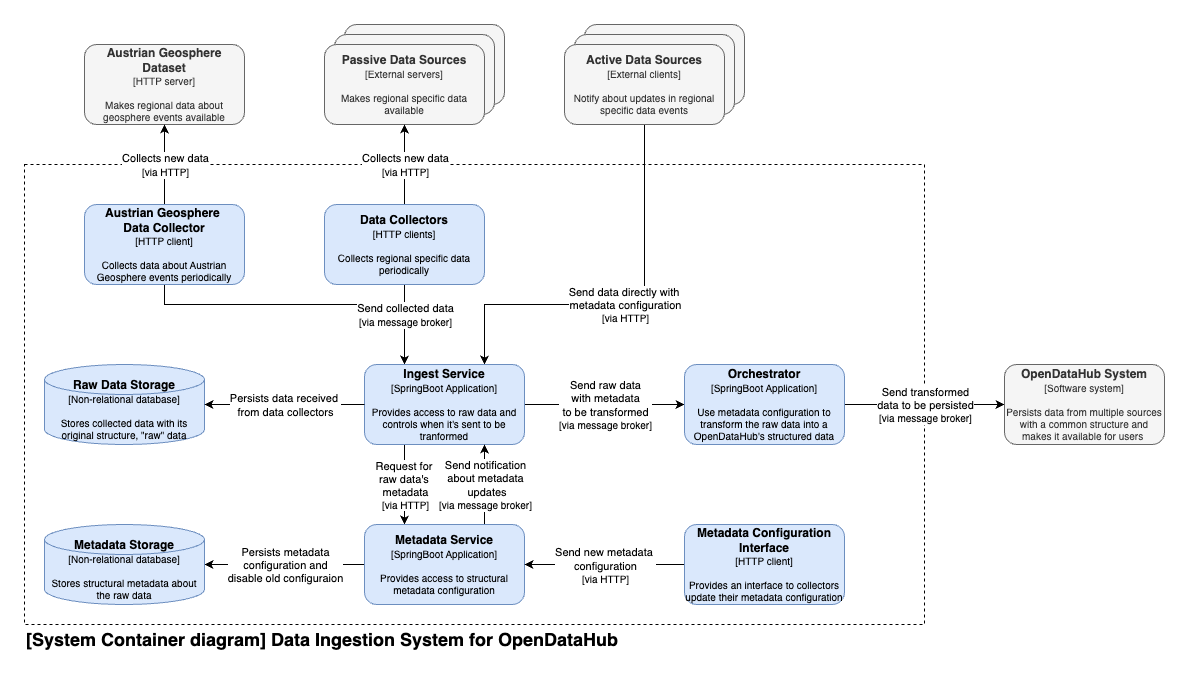 Austrian Geosphere
Dataset
[HTTP server]
Makes regional data about
geosphere events available
Passive Data Sources
[External servers]
Makes regional specific data
available
Active Data Sources
[External clients]
Notify about updates in regional
specific data events
Collects new data
[via HTTP]
Collects new data
[via HTTP]
Austrian Geosphere
Data Collector
[HTTP client]
Collects data about Austrian
Geosphere events periodically
Data Collectors
[HTTP clients]
Collects regional specific data
periodically
Send collected data
[via message broker]
Send data directly with
metadata configuration
[via HTTP]
Raw Data Storage
[Non-relational database]
Stores collected data with its
original structure, "raw" data
Persists data received
from data collectors
Ingest Service
[SpringBoot Application]
Provides access to raw data and
controls when it's sent to be
tranformed
Send raw data
with metadata
to be transformed
[via message broker]
Orchestrator
[SpringBoot Application]
Use metadata configuration to
transform the raw data into a
OpenDataHub's structured data
Send transformed
data to be persisted
[via message broker]
OpenDataHub System
[Software system]
Persists data from multiple sources
with a common structure and
makes it available for users
Request for
raw data's
metadata
[via HTTP]
Send notification
about metadata
updates
[via message broker]
Metadata Storage
[Non-relational database]
Stores structural metadata about
the raw data
Persists metadata
configuration and
disable old configuraion
Metadata Service
[SpringBoot Application]
Provides access to structural
metadata configuration
Send new metadata
configuration
[via HTTP]
Metadata Configuration
Interface
[HTTP client]
Provides an interface to collectors
update their metadata configuration
[System Container diagram] Data Ingestion System for OpenDataHub